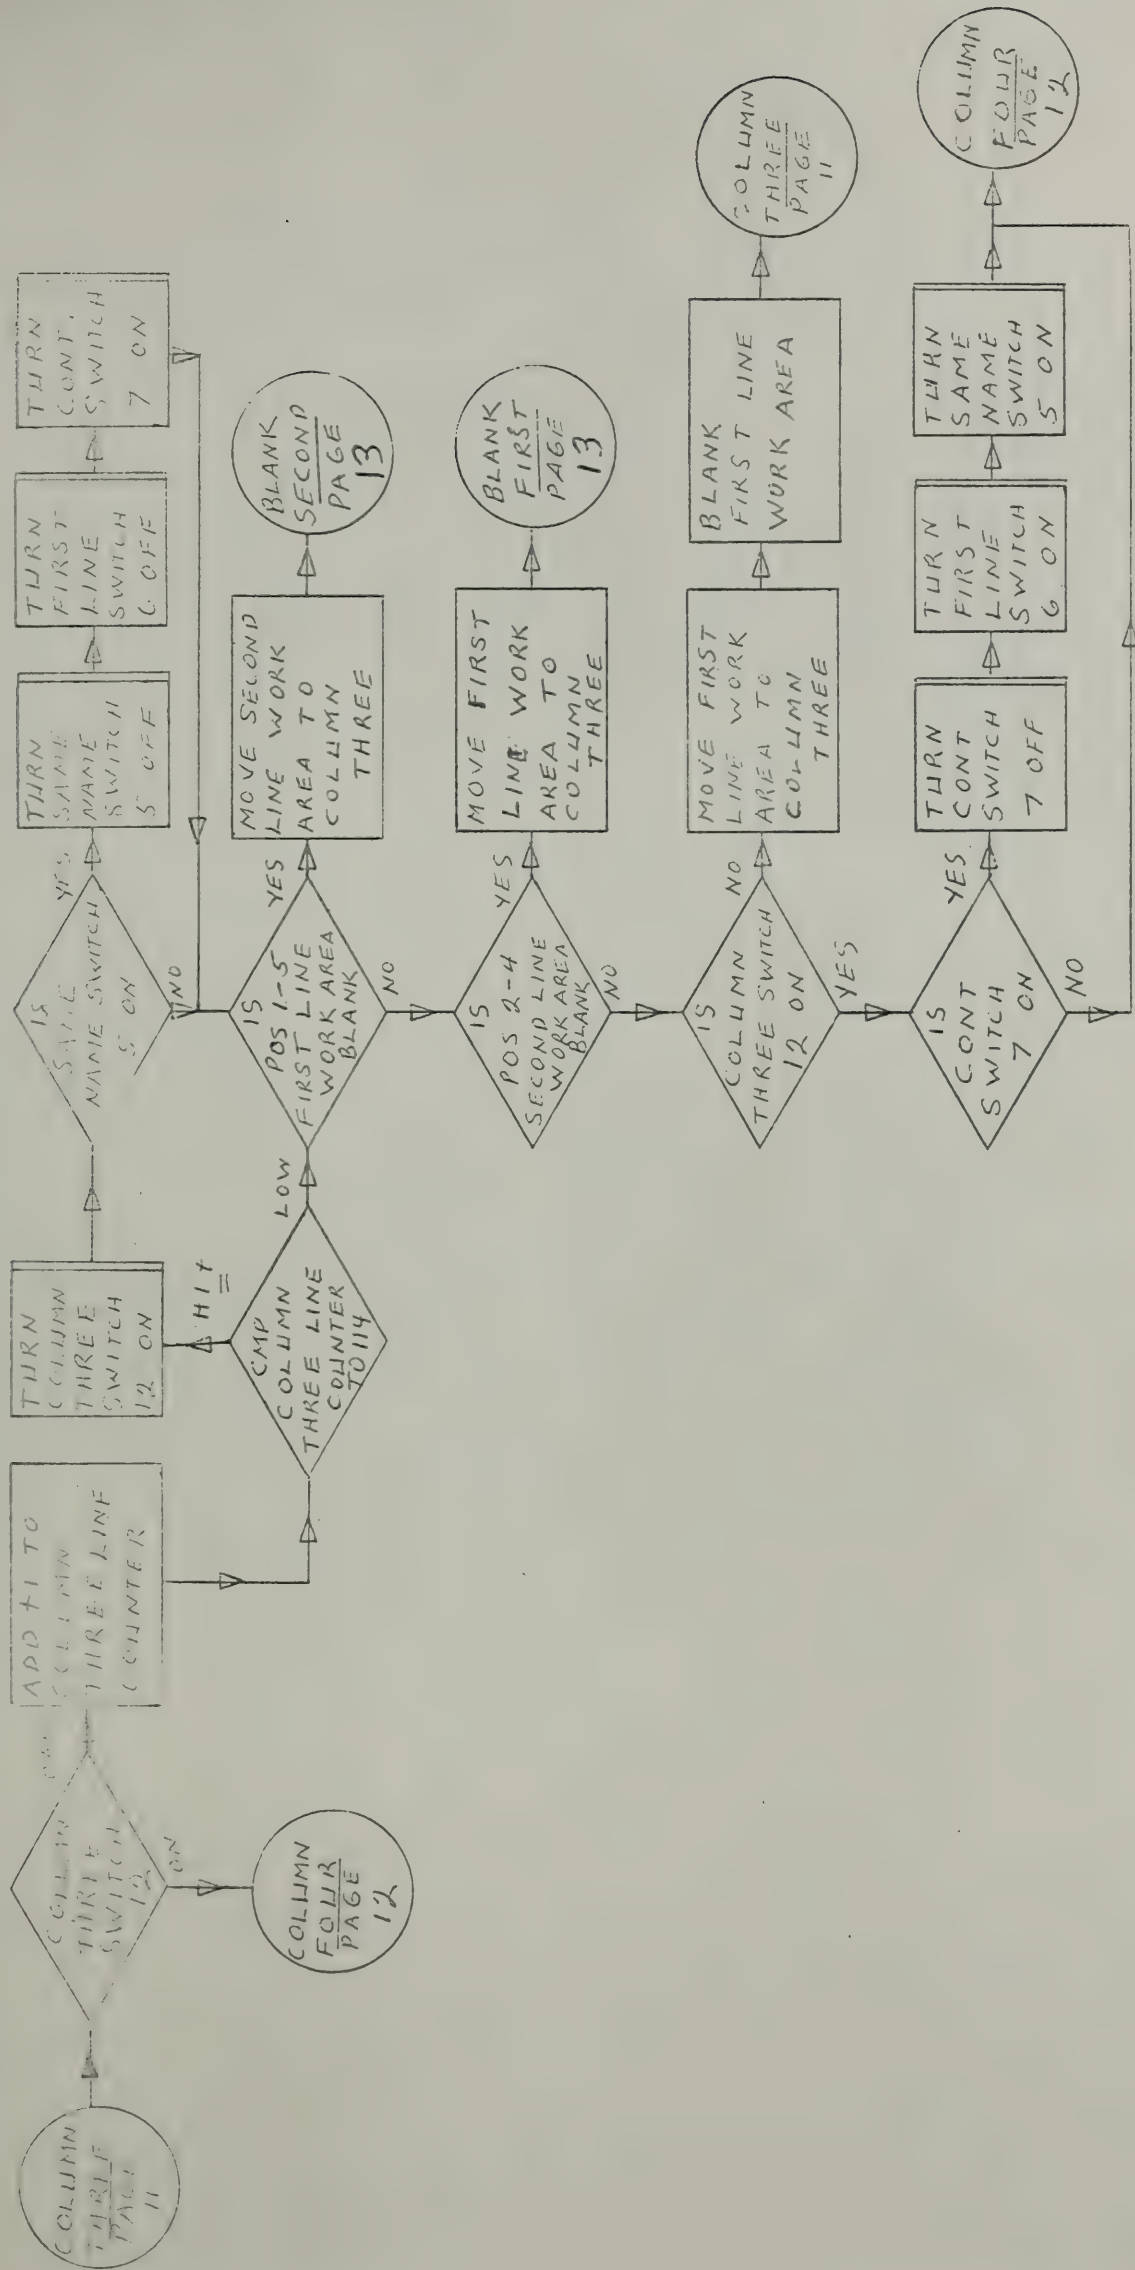 COLUMN
THREE
PAGE
11
COLUMN
THREE
SWITCH
12
ON
COLUMN
FOUR
PAGE
12
ADD +1 TO
COLUMN
THREE LINE
COUNTER
CMP
COLUMN
THREE LINE
COUNTER
TO 114
HI +
=
LOW
TURN
COLUMN
THREE
SWITCH
12 ON
IS
SAME
NAME SWITCH
5 ON
YES
NO
TURN
SAME
NAME
SWITCH
5 OFF
TURN
FIRST
LINE
SWITCH
6 OFF
TURN
CONT.
SWITCH
7 ON
IS
POS 1-5
FIRST LINE
WORK AREA
BLANK
YES
NO
MOVE SECOND
LINE WORK
AREA TO
COLUMN
THREE
BLANK
SECOND
PAGE
13
IS
POS 2-4
SECOND LINE
WORK AREA
BLANK
YES
NO
MOVE FIRST
LINE WORK
AREA TO
COLUMN
THREE
BLANK
FIRST
PAGE
13
IS
COLUMN
THREE SWITCH
12 ON
NO
YES
MOVE FIRST
LINE WORK
AREA TO
COLUMN
THREE
BLANK
FIRST LINE
WORK AREA
COLUMN
THREE
PAGE
11
IS
CONT
SWITCH
7 ON
YES
NO
TURN
CONT
SWITCH
7 OFF
TURN
FIRST
LINE
SWITCH
6 ON
TURN
SAME
NAME
SWITCH
5 ON
COLUMN
FOUR
PAGE
12